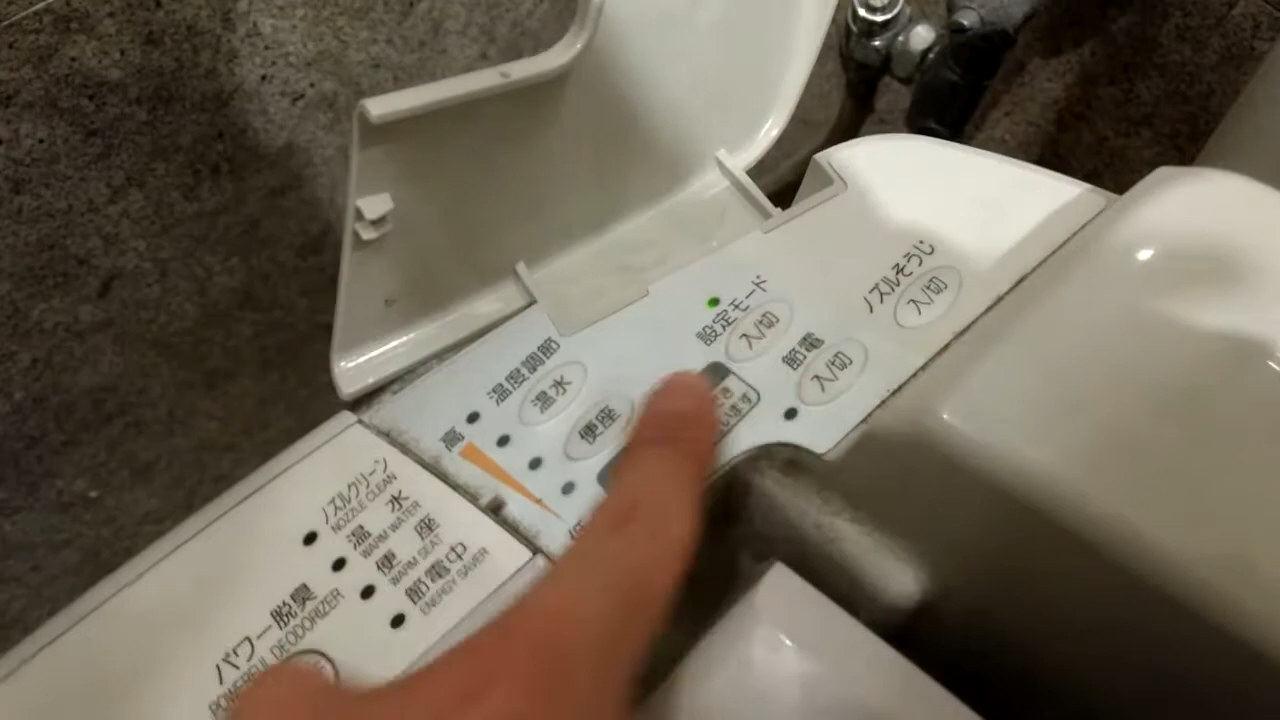 設定モード
入/切
ノズルそうじ
入/切
節電
入/切
温度調節
温水
便座
高
ノズルクリーン
NOZZLE CLEAN
温水
WARM WATER
便座
WARM SEAT
節電中
ENERGY SAVER
パワー脱臭
POWERFUL DEODORIZER